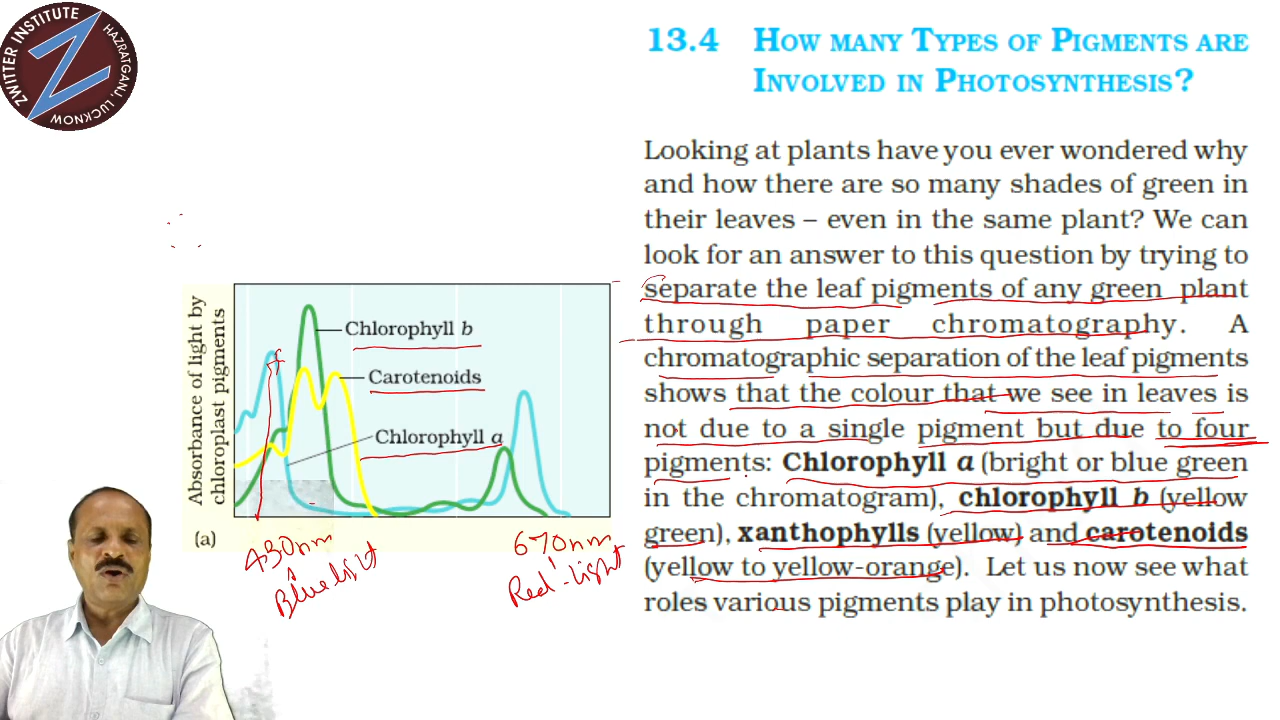 ZWITTER INSTITUTE
HAZRATGANJ, LUCKNOW
Z
13.4 HOW MANY TYPES OF PIGMENTS ARE
INVOLVED IN PHOTOSYNTHESIS?
Looking at plants have you ever wondered why
and how there are so many shades of green in
their leaves – even in the same plant? We can
look for an answer to this question by trying to
separate the leaf pigments of any green plant
through paper chromatography. A
chromatographic separation of the leaf pigments
shows that the colour that we see in leaves is
not due to a single pigment but due to four
pigments: Chlorophyll a (bright or blue green
in the chromatogram), chlorophyll b (yellow
green), xanthophylls (yellow) and carotenoids
(yellow to yellow-orange). Let us now see what
roles various pigments play in photosynthesis.
Absorbance of light by
chloroplast pigments
Chlorophyll b
Carotenoids
Chlorophyll a
(a)
430nm
Blue light
670nm
Red-Light